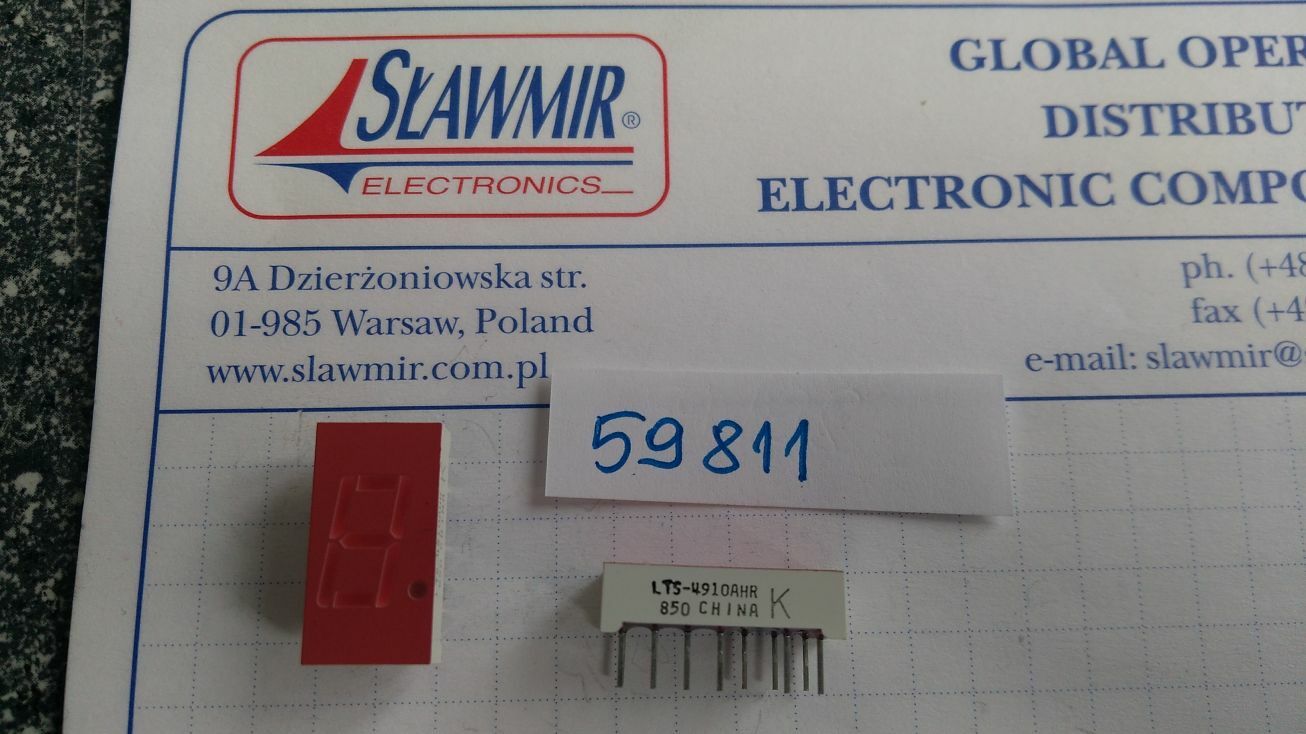 SŁAWMIR®
ELECTRONICS
GLOBAL OPER
DISTRIBUT
ELECTRONIC COMPO
9A Dzierżoniowska str.
01-985 Warsaw, Poland
www.slawmir.com.pl
ph. (+48
fax (+4
e-mail: slawmir@
59811
LTS-4910AHR
850 CHINA K